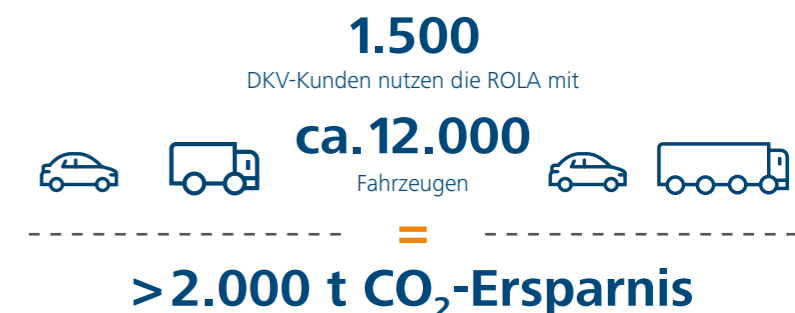 1.500
DKV-Kunden nutzen die ROLA mit
ca. 12.000
Fahrzeugen
=
>2.000 t CO₂-Ersparnis